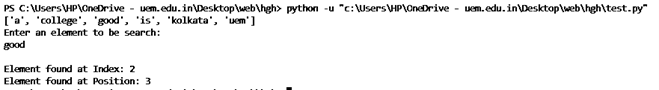 PS C:\Users\HP\OneDrive - uem.edu.in\Desktop\web\hgh> python -u "c:\Users\HP\OneDrive - uem.edu.in\Desktop\web\hgh\test.py"
['a', 'college', 'good', 'is', 'kolkata', 'uem']
Enter an element to be search:
good
Element found at Index: 2
Element found at Position: 3